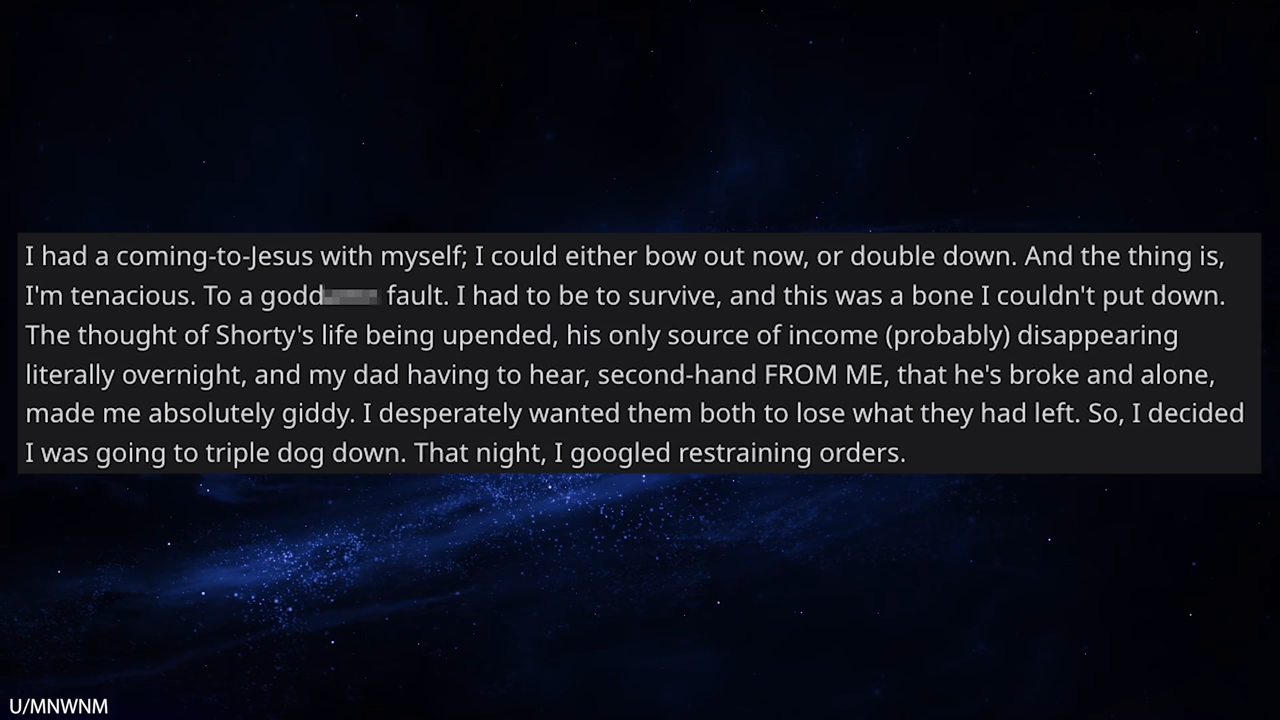 I had a coming-to-Jesus with myself; I could either bow out now, or double down. And the thing is,
I'm tenacious. To a godd fault. I had to be to survive, and this was a bone I couldn't put down.
The thought of Shorty's life being upended, his only source of income (probably) disappearing
literally overnight, and my dad having to hear, second-hand FROM ME, that he's broke and alone,
made me absolutely giddy. I desperately wanted them both to lose what they had left. So, I decided
I was going to triple dog down. That night, I googled restraining orders.
U/MNWNM